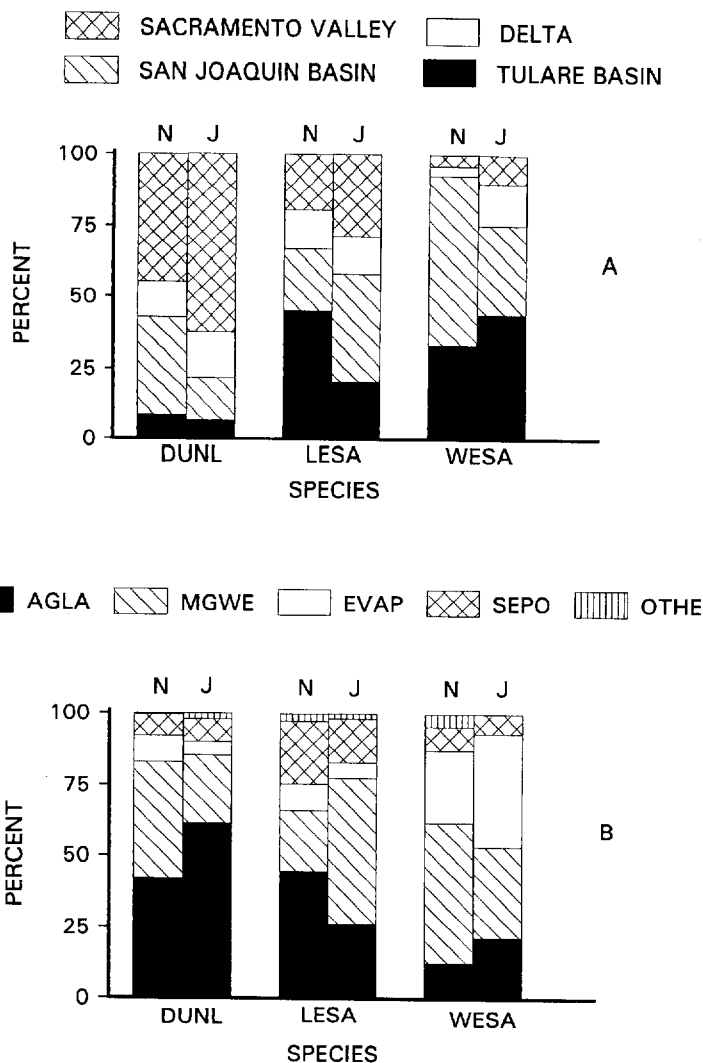 SACRAMENTO VALLEY DELTA
SAN JOAQUIN BASIN TULARE BASIN
N J N J N J
100
75
50
25
0
PERCENT
A
DUNL LESA WESA
SPECIES
AGLA MGWE EVAP SEPO OTHE
N J N J N J
100
75
50
25
0
PERCENT
B
DUNL LESA WESA
SPECIES